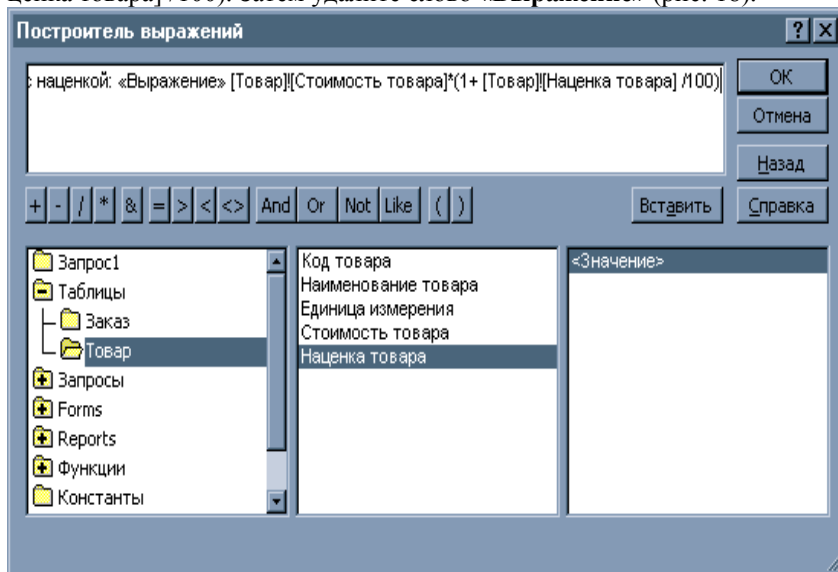 ценка товара] /100). Затем удалите слово «Выражение» (рис. 18).
Построитель выражений
? ×
с наценкой: «Выражение» [Товар]![Стоимость товара]*(1+ [Товар]![Наценка товара] /100)
ОК
Отмена
Назад
+ - / * & = > < <> And Or Not Like ( ) Вставить Справка
Запрос1
Таблицы
Заказ
Товар
Запросы
Forms
Reports
Функции
Константы
Код товара
Наименование товара
Единица измерения
Стоимость товара
Наценка товара
<Значение>